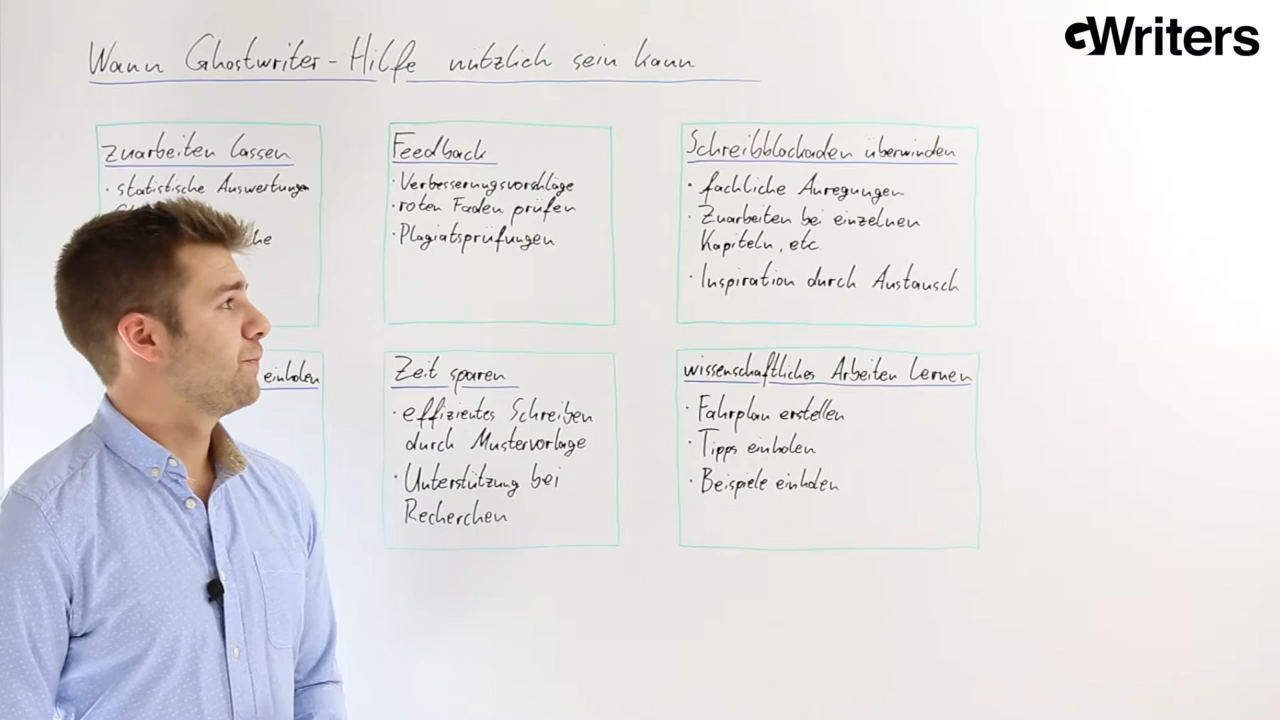 GWriters
Wann Ghostwriter-Hilfe nützlich sein kann
Zuarbeiten lassen
· statistische Auswertungen
Feedback
· Verbesserungsvorschläge
· roten Faden prüfen
· Plagiatsprüfungen
Schreibblockaden überwinden
· fachliche Anregungen
· Zuarbeiten bei einzelnen
Kapiteln, etc.
· Inspiration durch Austausch
einholen
Zeit sparen
· effizientes Schreiben
durch Mustervorlage
· Unterstützung bei
Recherchen
wissenschaftliches Arbeiten lernen
· Fahrplan erstellen
· Tipps einholen
· Beispiele einholen